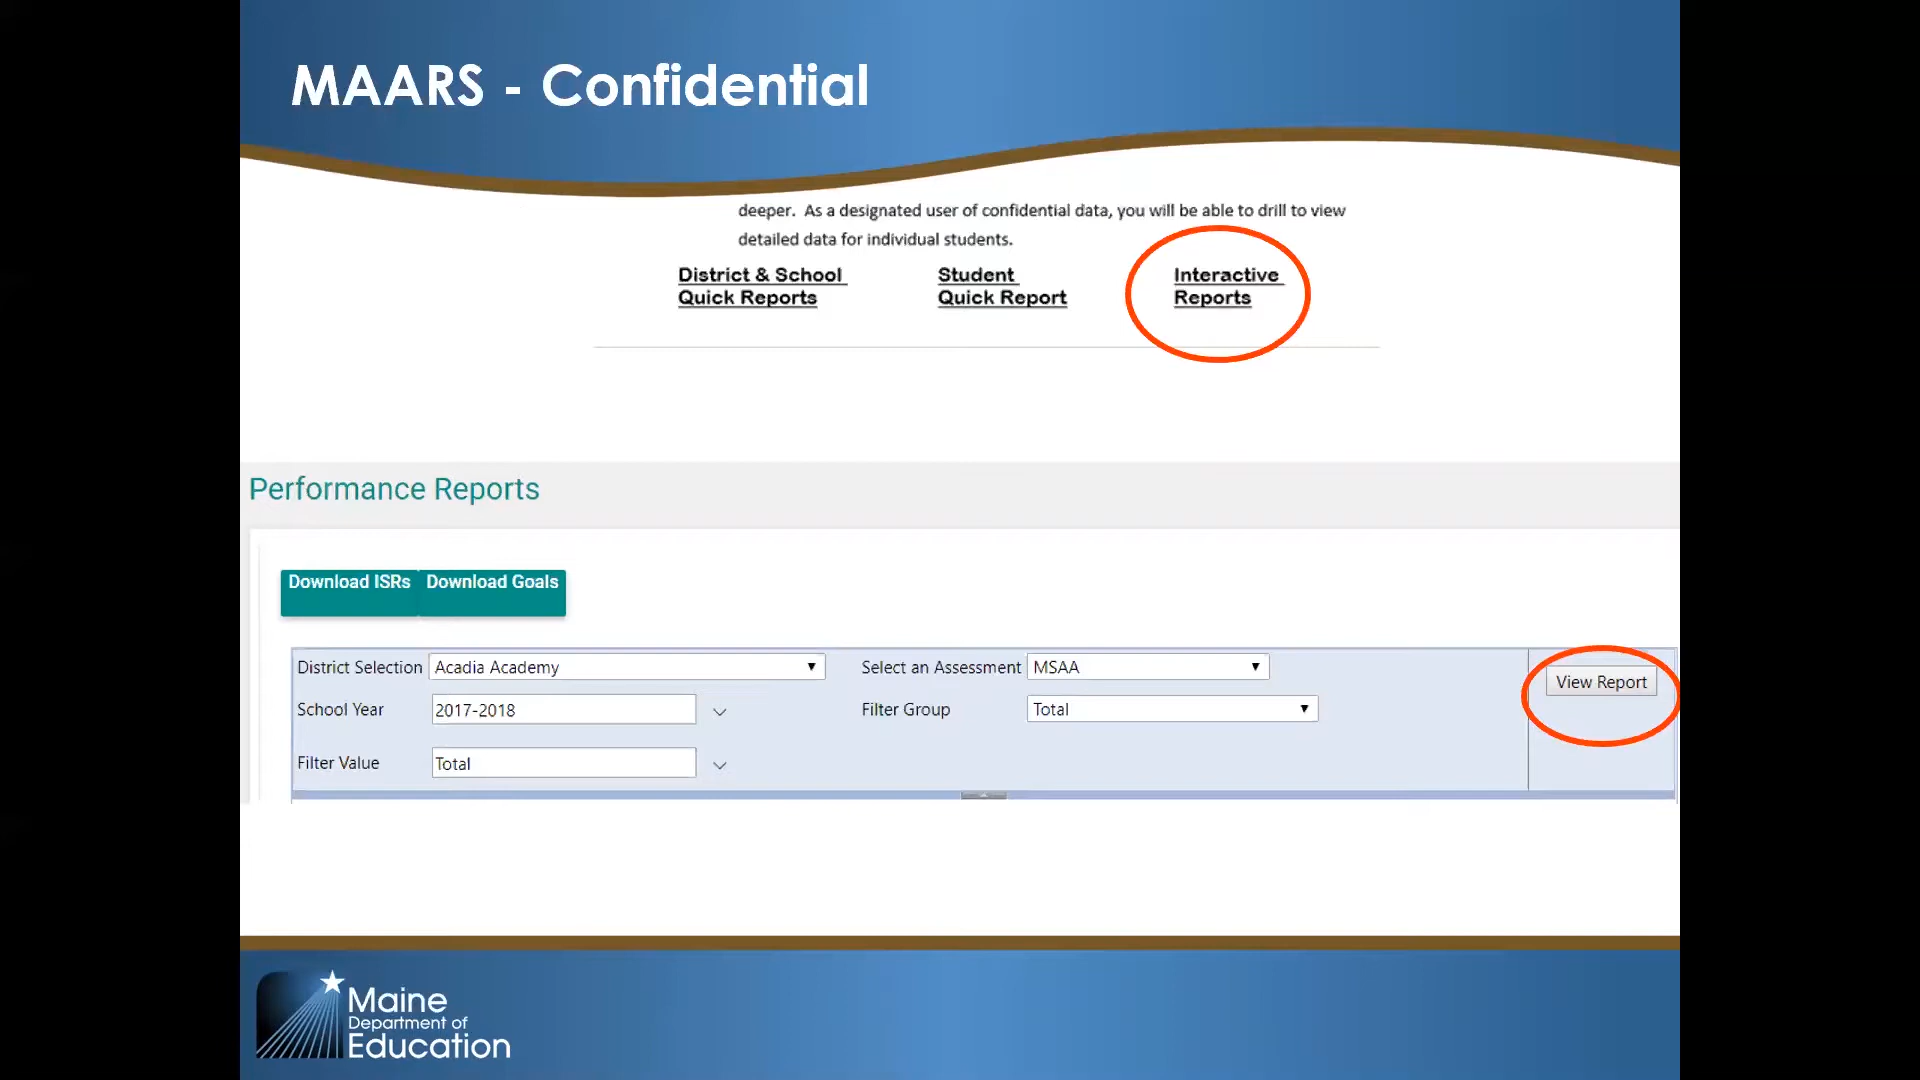 MAARS - Confidential
deeper. As a designated user of confidential data, you will be able to drill to view
detailed data for individual students.
District & School Student Interactive
Quick Reports Quick Report Reports
Performance Reports
Download ISRs Download Goals
District Selection Acadia Academy Select an Assessment MSAA View Report
School Year 2017-2018 Filter Group Total
Filter Value Total
Maine
Department of
Education